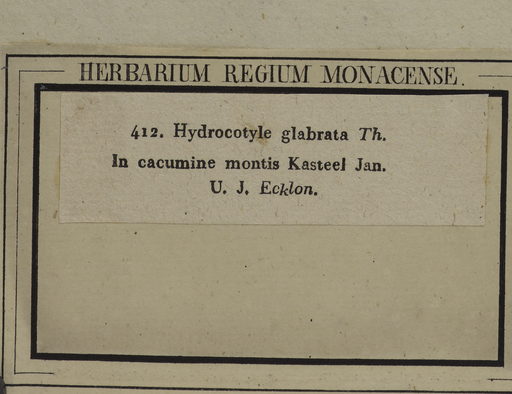 HERBARIUM REGIUM MONACENSE.
412. Hydrocotyle glabrata Th.
In cacumine montis Kasteel Jan.
U. J. Ecklon.